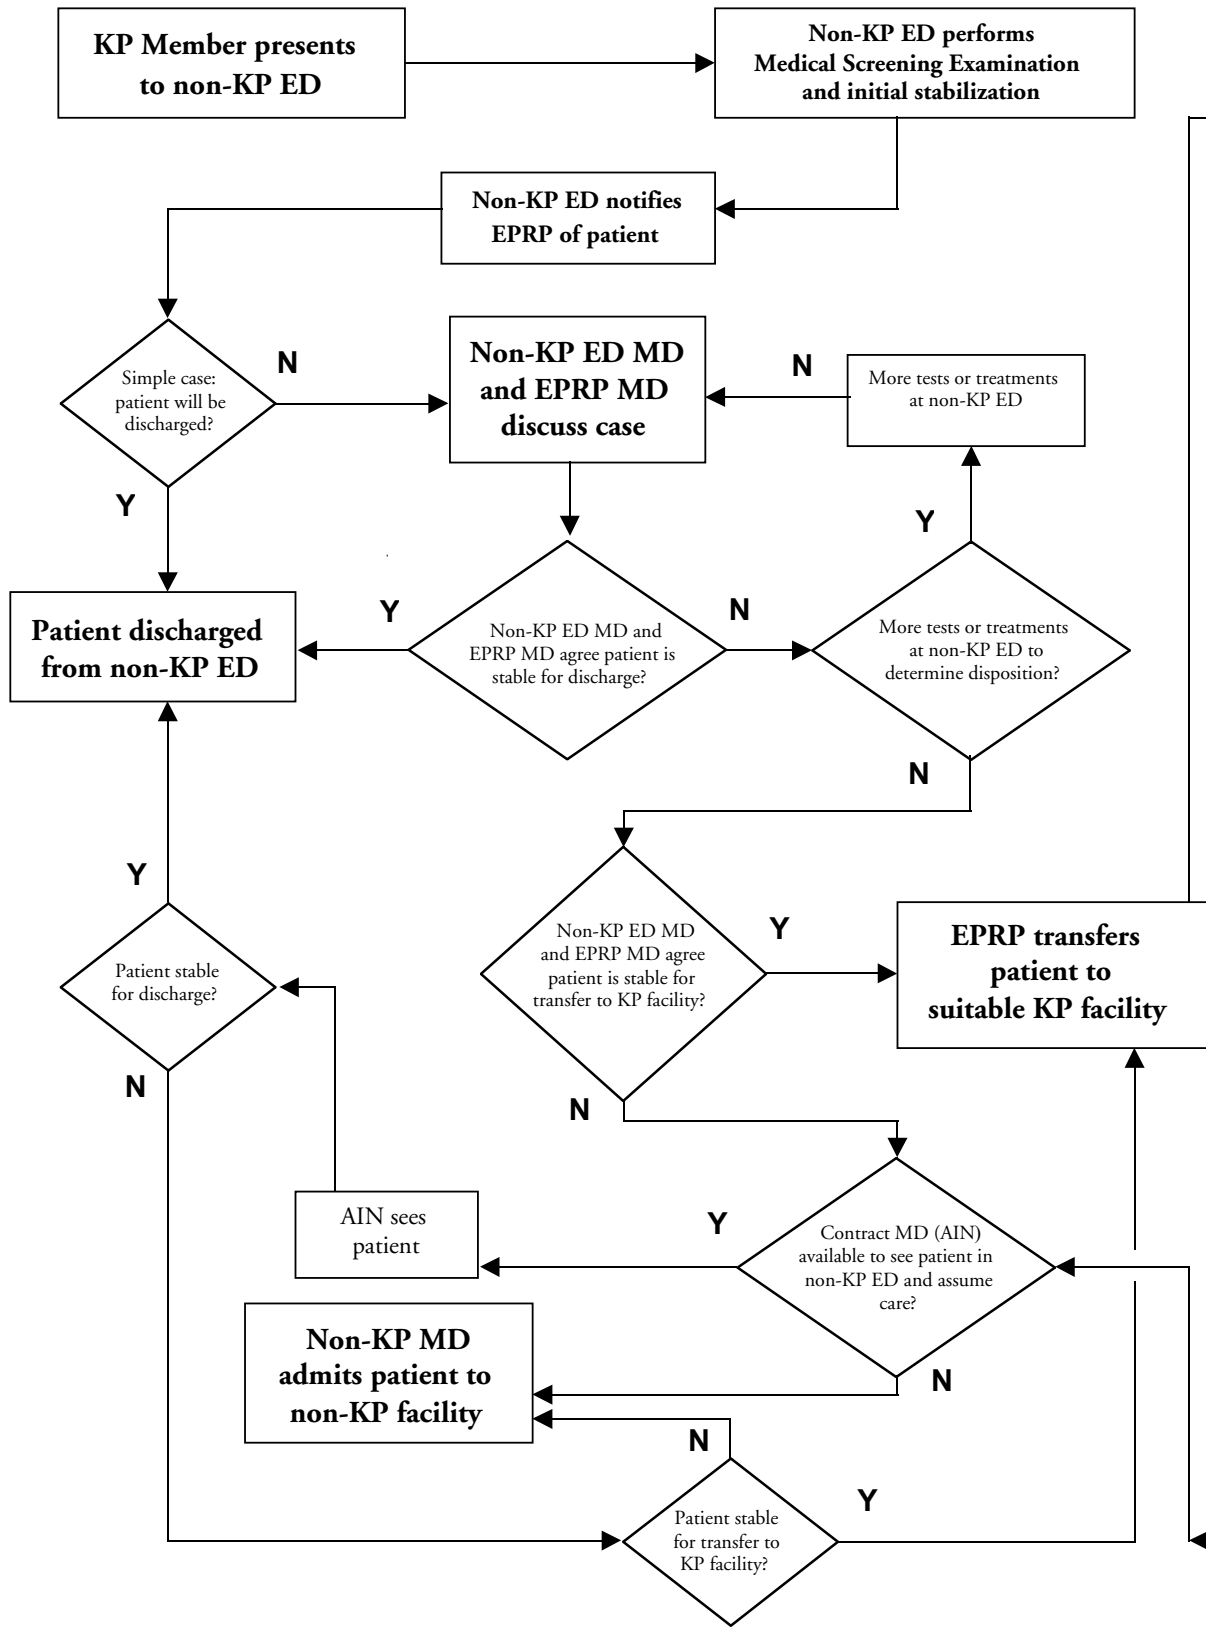 KP Member presents
to non-KP ED
Non-KP ED performs
Medical Screening Examination
and initial stabilization
Non-KP ED notifies
EPRP of patient
Simple case:
patient will be
discharged?
N
Y
Non-KP ED MD
and EPRP MD
discuss case
N
More tests or treatments
at non-KP ED
Y
Patient discharged
from non-KP ED
Y
Non-KP ED MD and
EPRP MD agree patient is
stable for discharge?
N
More tests or treatments
at non-KP ED to
determine disposition?
N
Y
Patient stable
for discharge?
N
Non-KP ED MD
and EPRP MD agree
patient is stable for
transfer to KP facility?
Y
N
EPRP transfers
patient to
suitable KP facility
AIN sees
patient
Y
Contract MD (AIN)
available to see patient in
non-KP ED and assume
care?
N
Non-KP MD
admits patient to
non-KP facility
N
Patient stable
for transfer to
KP facility?
Y